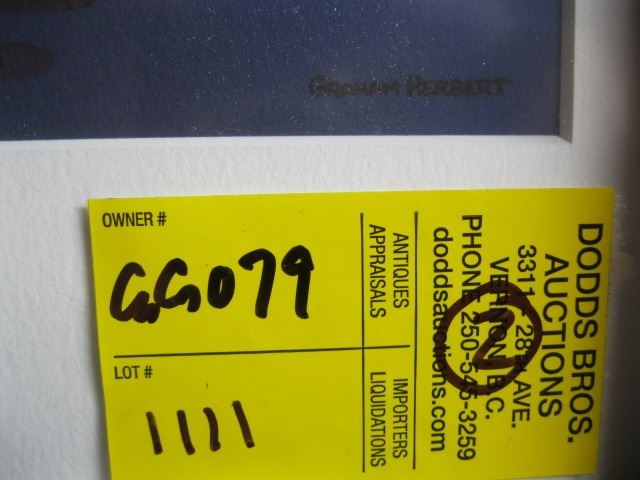 GRAHAM HERBERT
OWNER #
GG079
LOT #
1111
ANTIQUES
APPRAISALS
IMPORTERS
LIQUIDATIONS
DODDS BROS.
AUCTIONS
3311 - 28TH AVE.
VERNON, B.C.
PHONE 250-545-3259
doddsauctions.com